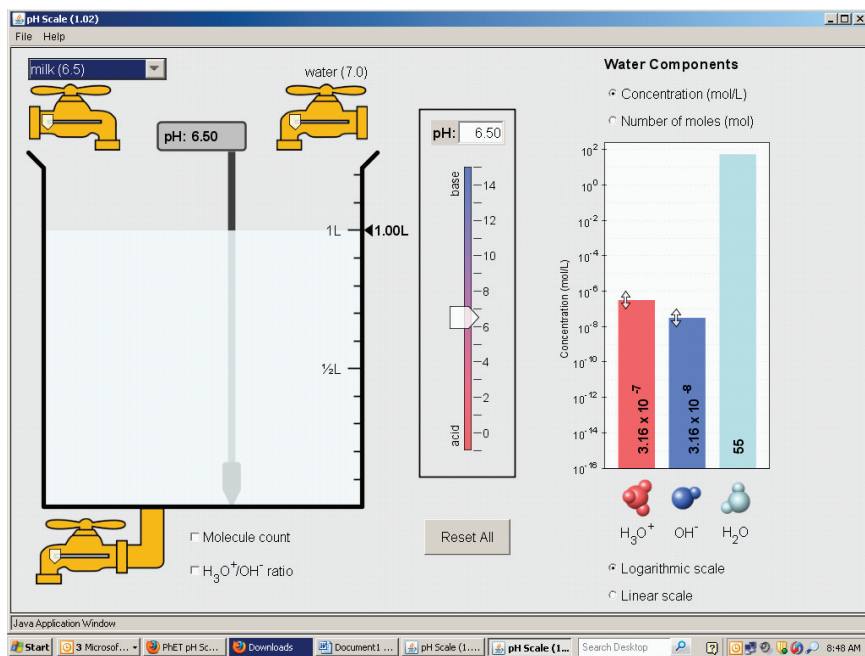 pH Scale (1.02)
File Help
milk (6.5)
water (7.0)
pH: 6.50
1L
1.00L
½L
pH: 6.50
base
14
12
10
8
6
4
2
0
acid
Water Components
Concentration (mol/L)
Number of moles (mol)
Concentration (mol/L)
10²
10⁰
10⁻²
10⁻⁴
10⁻⁶
10⁻⁸
10⁻¹⁰
10⁻¹²
10⁻¹⁴
10⁻¹⁶
3.16 x 10⁻⁷
3.16 x 10⁻⁸
55
H₃O⁺ OH⁻ H₂O
Logarithmic scale
Linear scale
Molecule count
H₃O⁺/OH⁻ ratio
Reset All
Java Application Window
Start 3 Microsof... PhET pH Sc... Downloads Document1 ... pH Scale (1.... pH Scale (1... Search Desktop 8:48 AM